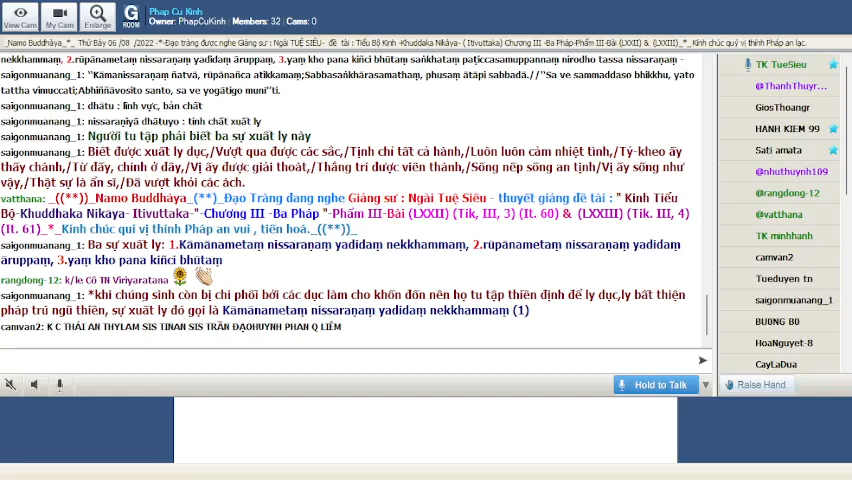 Phap Cu Kinh
Owner: PhapCuKinh Members: 32 Cams: 0
View Cam
My Cam
Enlarge
G
ROOM
_Namo Buddhàya_*_ Thứ Bảy 06 /08 /2022 -*-Đạo tràng được nghe Giảng sư : Ngài TUỆ SIÊU- đề tài : Tiểu Bộ Kinh -Khuddaka Nikàya- ( Itivuttaka) Chương III -Ba Pháp-Phẩm III-Bài (LXXII) & (LXXIII)_*_Kính chúc quí vị thính Pháp an lạc.
nekkhammaṃ, 2.rūpānametaṃ nissaraṇaṃ yadidaṃ āruppaṃ, 3.yaṃ kho pana kiñci bhūtaṃ saṅkhataṃ paṭiccasamuppannaṃ nirodho tassa nissaraṇaṃ -
saigonmuanang_1: ‘‘Kāmanissaraṇaṃ ñatvā, rūpānañca atikkamaṃ;Sabbasaṅkhārasamathaṃ, phusaṃ ātāpi sabbadā.//‘‘Sa ve sammaddaso bhikkhu, yato
tattha vimuccati;Abhiññāvosito santo, sa ve yogātigo munī’’ti.
saigonmuanang_1: dhātu : lĩnh vực, bản chất
saigonmuanang_1: nissaraṇiyā dhātuyo : tính chất xuất ly
saigonmuanang_1: Người tu tập phải biết ba sự xuất ly này
saigonmuanang_1: Biết được xuất ly dục,/Vượt qua được các sắc,/Tịnh chỉ tất cả hành,/Luôn luôn cảm nhiệt tình,/Tỷ-kheo ấy
thấy chánh,/Từ đấy, chính ở đấy,/Vị ấy được giải thoát,/Thắng trí được viên thành,/Sống nếp sống an tịnh/Vị ấy sống như
vậy,/Thật sự là ẩn sĩ,/Đã vượt khỏi các ách.
vatthana: _((**))_Namo Buddhàya_(**)_Đạo Tràng đang nghe Giảng sư : Ngài Tuệ Siêu - thuyết giảng đề tài : " Kinh Tiểu
Bộ-Khuddhaka Nikàya- Itivuttaka-"-Chương III -Ba Pháp "-Phẩm III-Bài (LXXII) (Tik, III, 3) (It. 60) & (LXXIII) (Tik. III, 4)
(It. 61)_*_Kính chúc quí vị thính Pháp an vui , tiến hoá._((**))_
saigonmuanang_1: Ba sự xuất ly: 1.Kāmānametaṃ nissaraṇaṃ yadidaṃ nekkhammaṃ, 2.rūpānametaṃ nissaraṇaṃ yadidaṃ
āruppaṃ, 3.yaṃ kho pana kiñci bhūtaṃ
rangdong-12: k/le Cô TN Viriyaratana
saigonmuanang_1: *khi chúng sinh còn bị chi phối bởi các dục làm cho khốn đốn nên họ tu tập thiền định để ly dục,ly bất thiện
pháp trú ngũ thiền, sự xuất ly đó gọi là Kāmānametaṃ nissaraṇaṃ yadidaṃ nekkhammaṃ (1)
camvan2: K C THÁI AN THYLAM SIS TINAN SIS TRẦN ĐẠOHUYNH PHAN Q LIÊM
TK TueSieu
@ThanhThuyr...
GiosThoangr
HANH KIEM 99
Sati amata
@nhuthuynh109
@rangdong-12
@vatthana
TK minhhanh
camvan2
Tueduyen TN
saigonmuanang_1
BU0NG B0
HoaNguyet-8
CayLaDua
Hold to Talk
Raise Hand